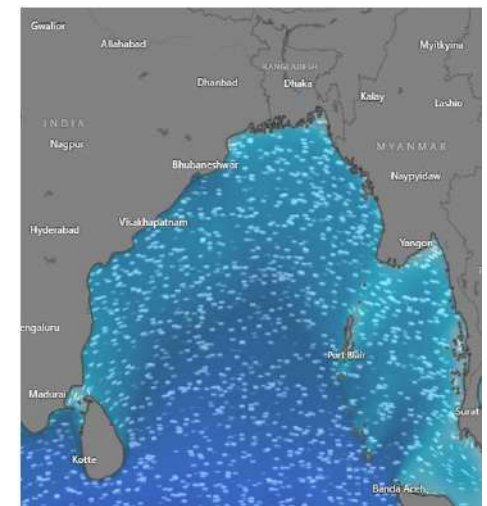 Gwalior
Allahabad
Myitkyina
BANGLADESH
Dhanbad
Dhaka
Kalay
Lashio
INDIA
Nagpur
MYANMAR
Bhubaneshwar
Naypyidaw
Visakhapatnam
Hyderabad
Yangon
engaluru
Port Blair
Madurai
Surat
Kotte
Banda Aceh